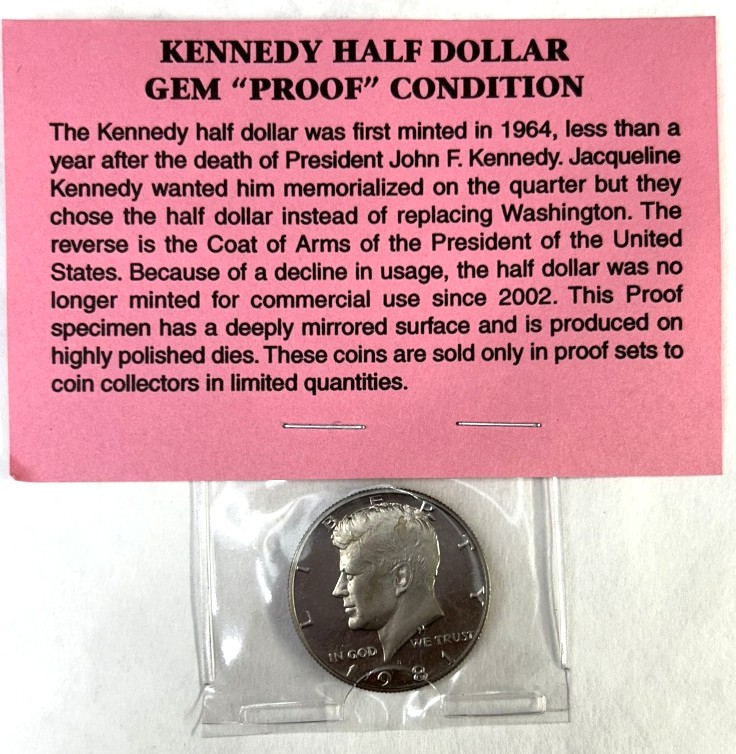 KENNEDY HALF DOLLAR
GEM “PROOF” CONDITION
The Kennedy half dollar was first minted in 1964, less than a
year after the death of President John F. Kennedy. Jacqueline
Kennedy wanted him memorialized on the quarter but they
chose the half dollar instead of replacing Washington. The
reverse is the Coat of Arms of the President of the United
States. Because of a decline in usage, the half dollar was no
longer minted for commercial use since 2002. This Proof
specimen has a deeply mirrored surface and is produced on
highly polished dies. These coins are sold only in proof sets to
coin collectors in limited quantities.
LIBERTY
IN GOD WE TRUST
1981